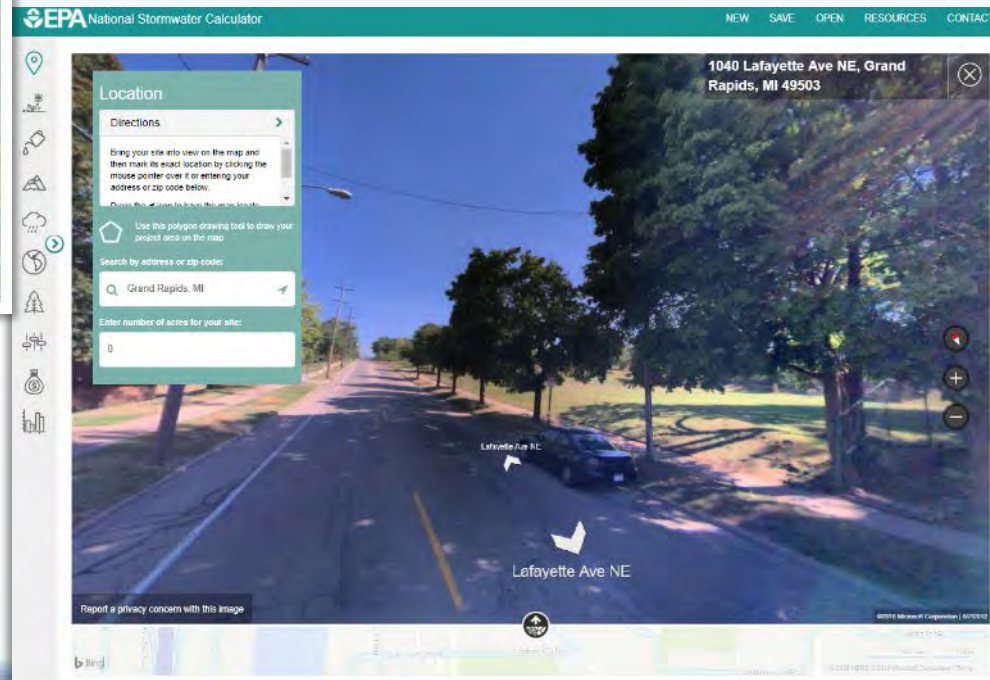 EPA National Stormwater Calculator
NEW SAVE OPEN RESOURCES CONTAC
1040 Lafayette Ave NE, Grand
Rapids, MI 49503
Location
Directions
Bring your site into view on the map and
then mark its exact location by clicking the
mouse pointer over it or entering your
address or zip code below.
Use this polygon drawing tool to draw your
project area on the map
Search by address or zip code:
Grand Rapids, MI
Enter number of acres for your site:
0
Lafayette Ave NE
Lafayette Ave NE
Report a privacy concern with this image
©2016 Microsoft Corporation
Bing